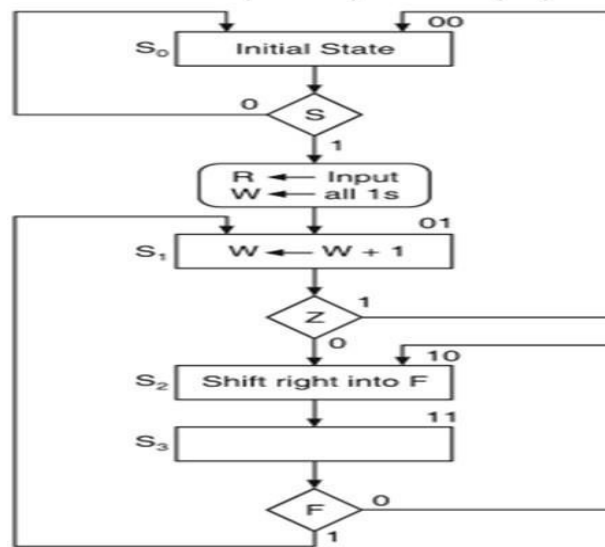 00
S₀ Initial State
0 S
1
R ← Input
W ← all 1s
01
S₁ W ← W + 1
Z 1
0
10
S₂ Shift right into F
11
S₃
F 0
1